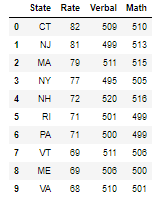 State Rate Verbal Math
0 CT 82 509 510
1 NJ 81 499 513
2 MA 79 511 515
3 NY 77 495 505
4 NH 72 520 516
5 RI 71 501 499
6 PA 71 500 499
7 VT 69 511 506
8 ME 69 506 500
9 VA 68 510 501